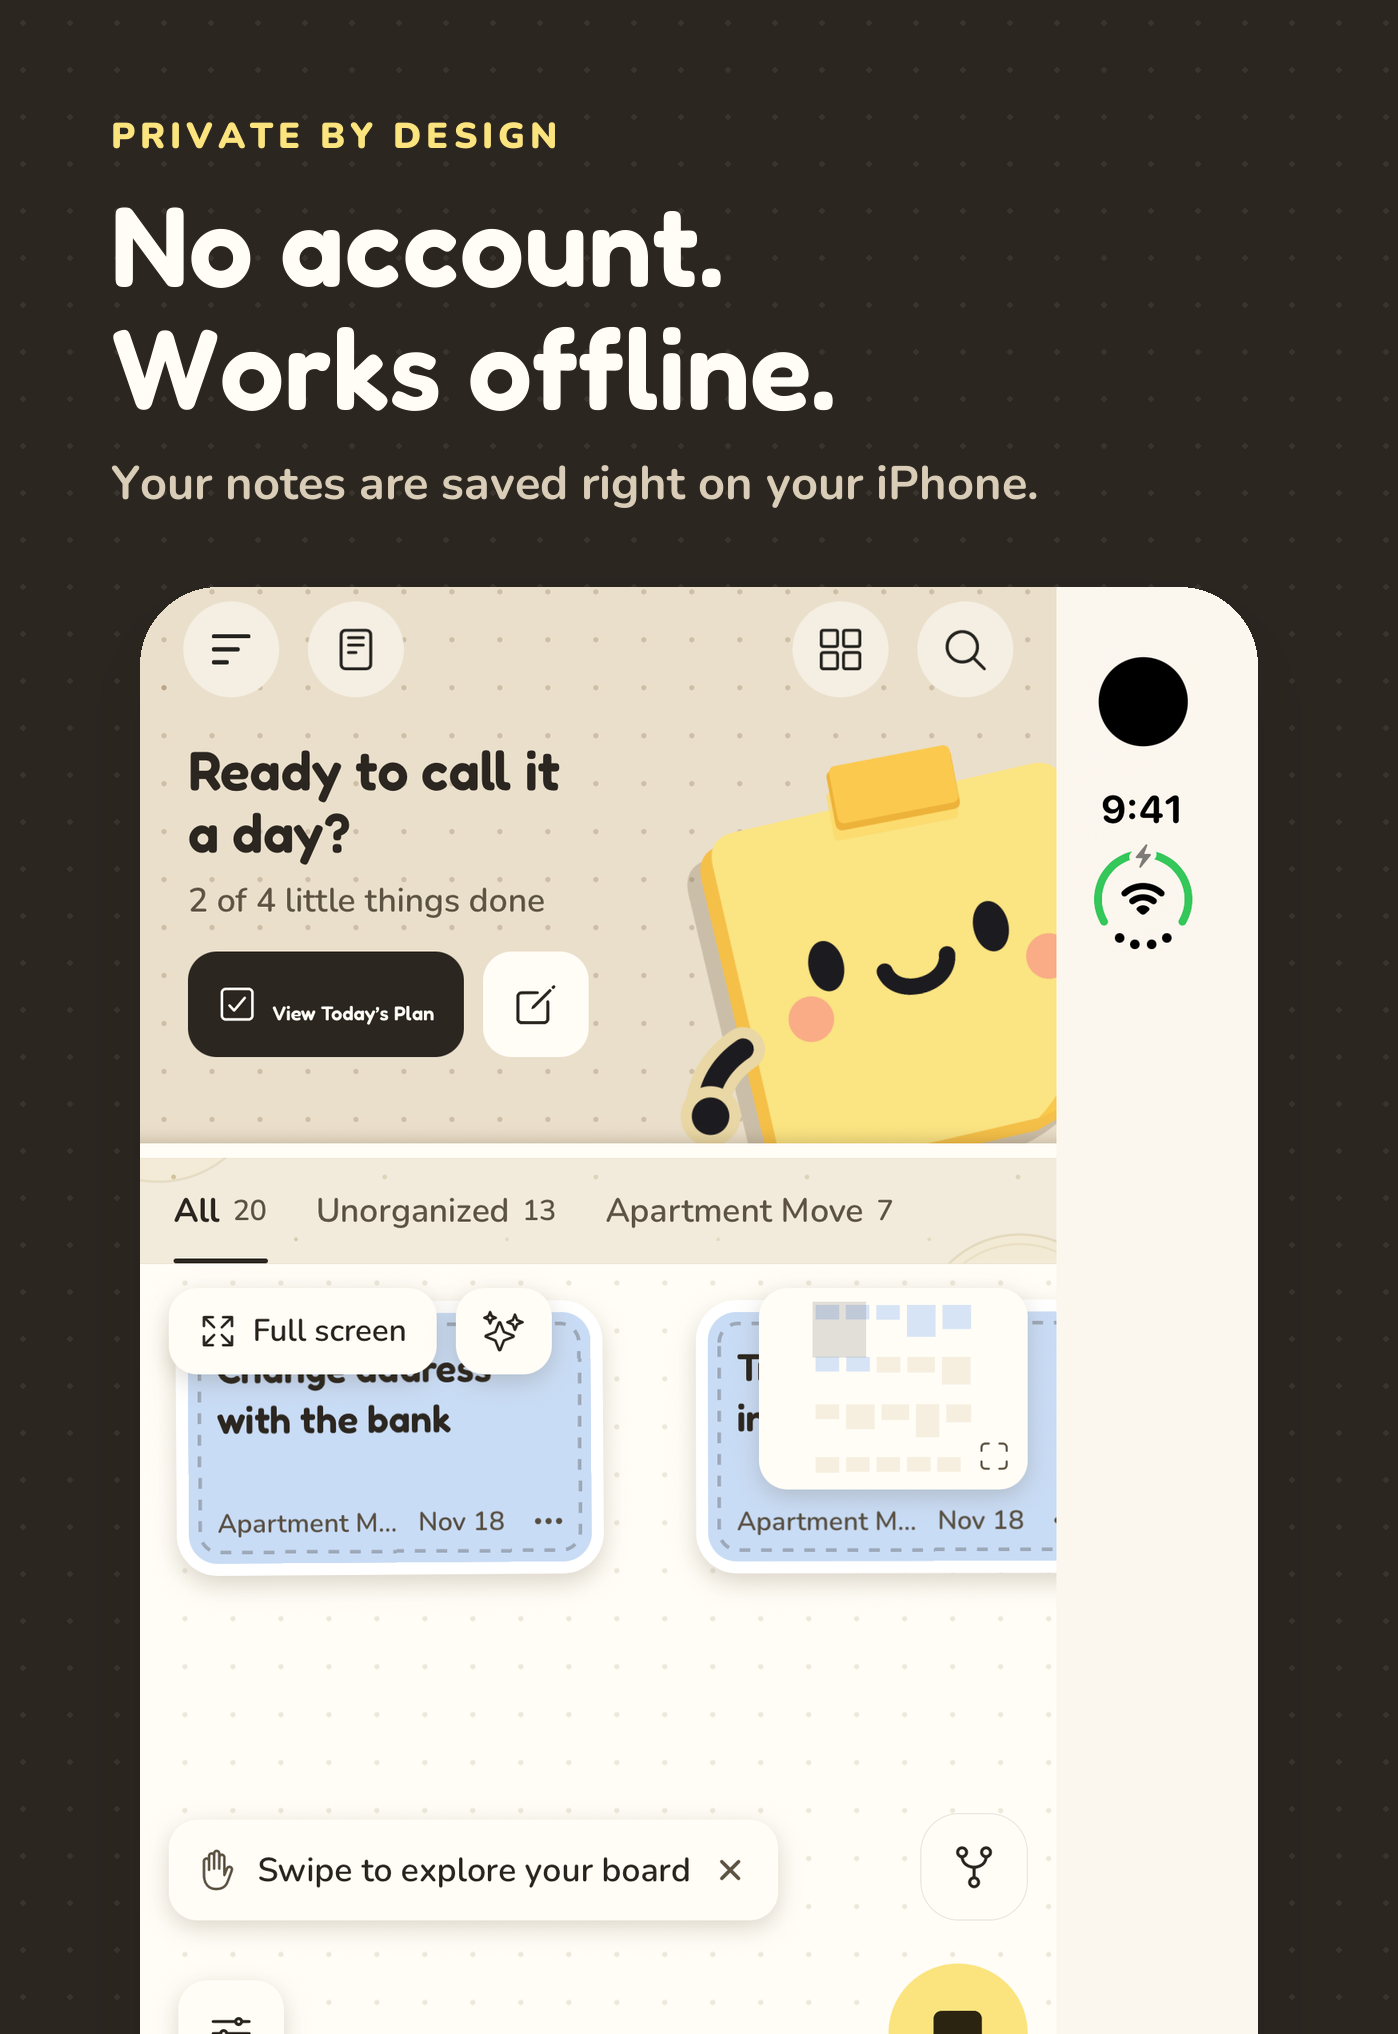 PRIVATE BY DESIGN
No account.
Works offline.
Your notes are saved right on your iPhone.
9:41
Ready to call it
a day?
2 of 4 little things done
View Today's Plan
All 20 Unorganized 13 Apartment Move 7
Full screen
Change address
with the bank
Apartment M... Nov 18
Apartment M... Nov 18
Swipe to explore your board